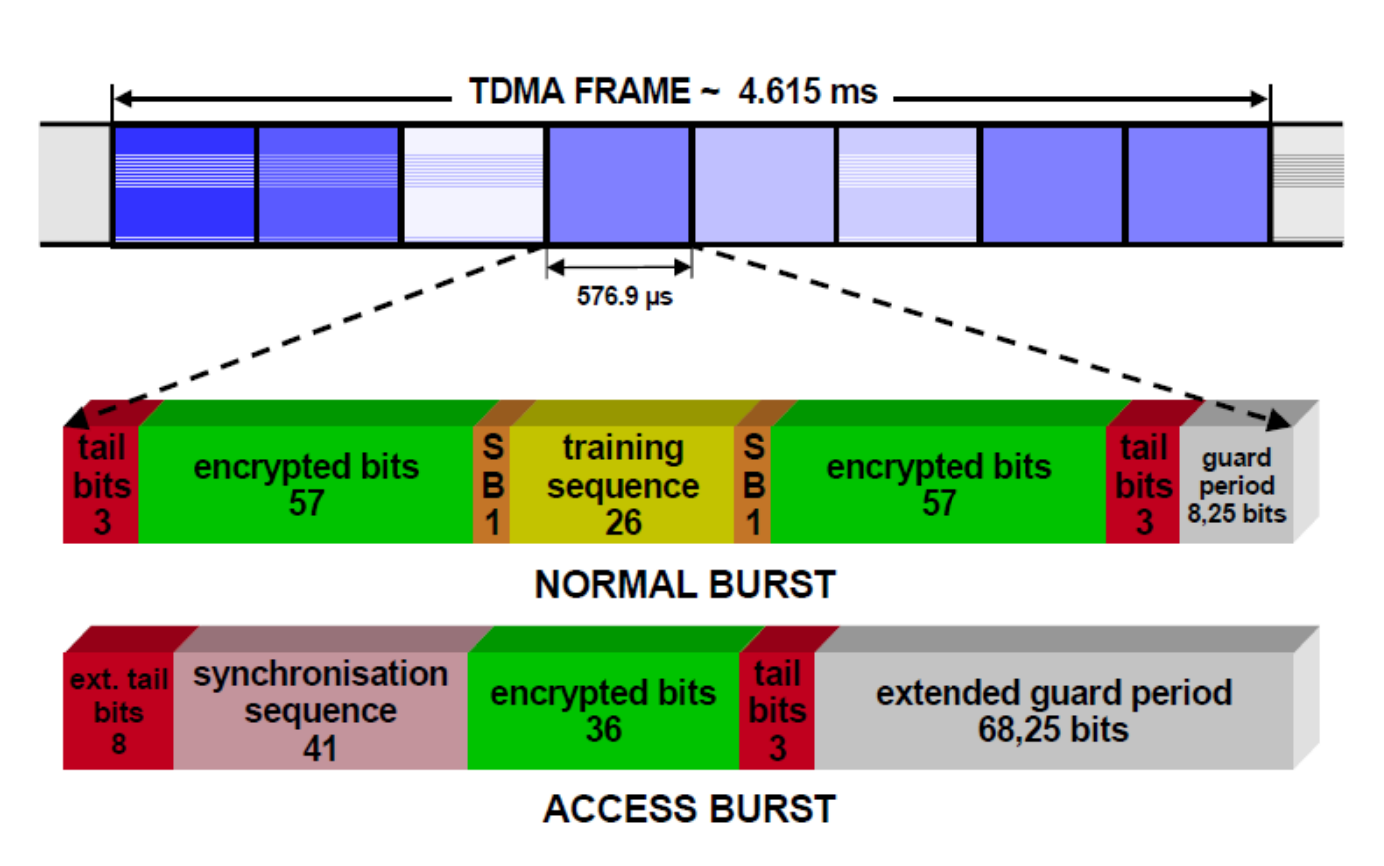 TDMA FRAME ~ 4.615 ms
576.9 µs
tail
bits
3
encrypted bits
57
S
B
1
training
sequence
26
S
B
1
encrypted bits
57
tail
bits
3
guard
period
8,25 bits
NORMAL BURST
ext. tail
bits
8
synchronisation
sequence
41
encrypted bits
36
tail
bits
3
extended guard period
68,25 bits
ACCESS BURST